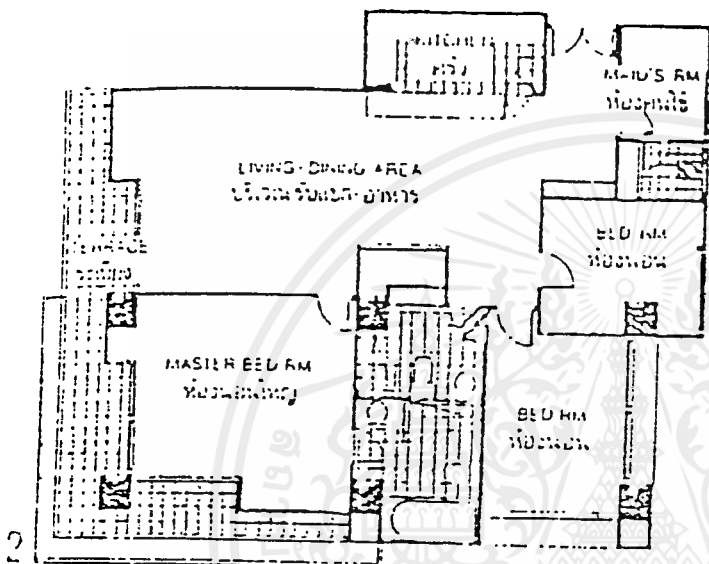 KITCHEN
ครัว
MAID'S RM
ห้องคนใช้
LIVING-DINING AREA
บริเวณรับแขก-อาหาร
BED RM
ห้องนอน
TERRACE
ระเบียง
MASTER BED RM
ห้องนอนใหญ่
BED RM
ห้องนอน